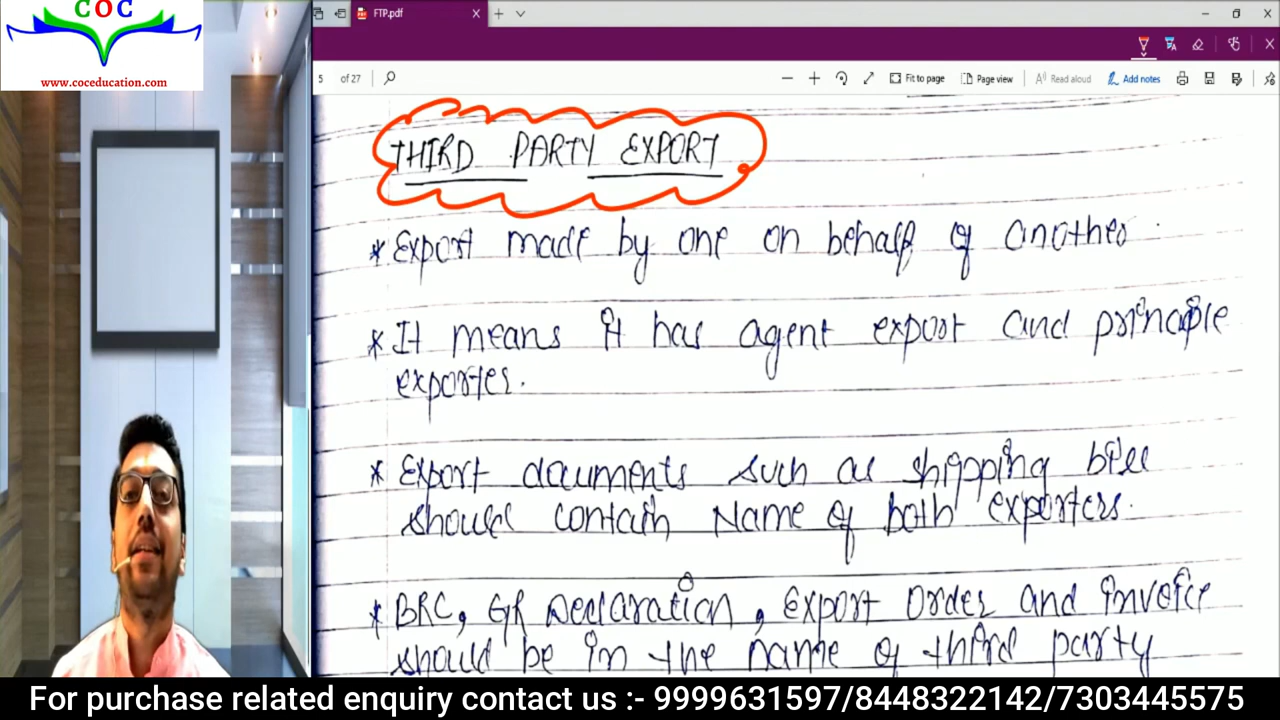 COC
www.coceducation.com
FTP.pdf
5 of 27
Fit to page
Page view
Read aloud
Add notes
THIRD PARTY EXPORT
* Export made by one on behalf of another.
* It means it has agent export and principle
exporter.
* Export documents such as shipping bill
should contain Name of both exporters.
* BRC, GR Declaration, Export Order and invoice
should be in the name of third party
For purchase related enquiry contact us :- 9999631597/8448322142/7303445575